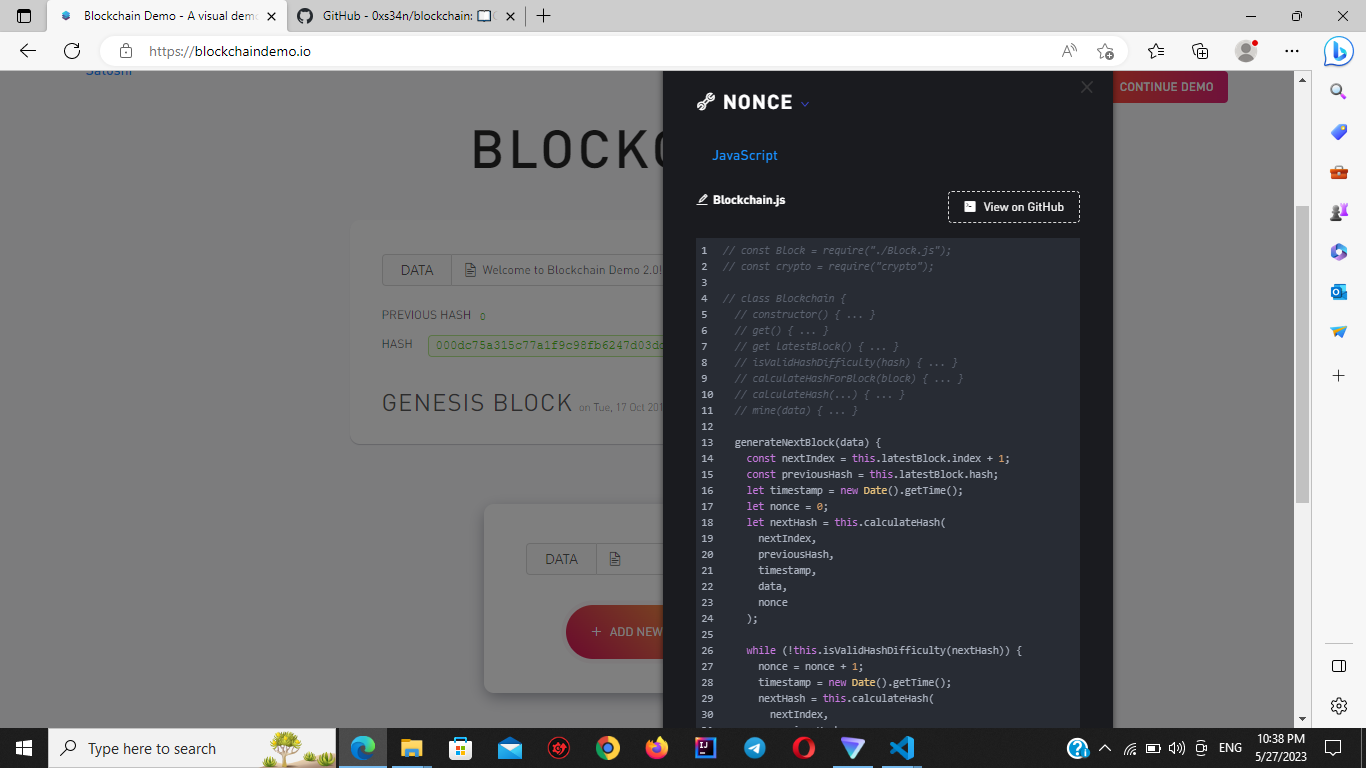 Blockchain Demo - A visual demo
GitHub - 0xs34n/blockchain:
https://blockchaindemo.io
Satoshi
CONTINUE DEMO
BLOCKC
DATA
Welcome to Blockchain Demo 2.0!
PREVIOUS HASH 0
HASH 000dc75a315c77a1f9c98fb6247d03dd
GENESIS BLOCK on Tue, 17 Oct 201
DATA
+ ADD NEW
NONCE
JavaScript
Blockchain.js
View on GitHub
1 // const Block = require("./Block.js");
2 // const crypto = require("crypto");
3
4 // class Blockchain {
5 // constructor() { ... }
6 // get() { ... }
7 // get latestBlock() { ... }
8 // isValidHashDifficulty(hash) { ... }
9 // calculateHashForBlock(block) { ... }
10 // calculateHash(...) { ... }
11 // mine(data) { ... }
12
13 generateNextBlock(data) {
14 const nextIndex = this.latestBlock.index + 1;
15 const previousHash = this.latestBlock.hash;
16 let timestamp = new Date().getTime();
17 let nonce = 0;
18 let nextHash = this.calculateHash(
19 nextIndex,
20 previousHash,
21 timestamp,
22 data,
23 nonce
24 );
25
26 while (!this.isValidHashDifficulty(nextHash)) {
27 nonce = nonce + 1;
28 timestamp = new Date().getTime();
29 nextHash = this.calculateHash(
30 nextIndex,
Type here to search
ENG
10:38 PM
5/27/2023